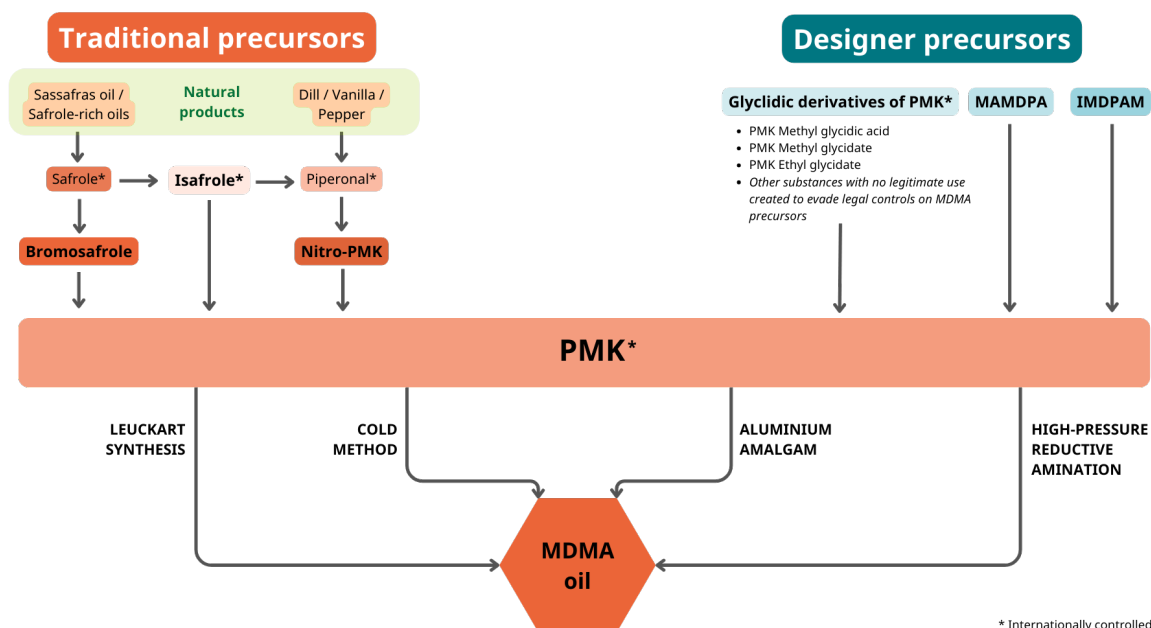 Traditional precursors
Designer precursors
Sassafras oil /
Safrole-rich oils
Natural
products
Dill / Vanilla /
Pepper
Glyclidic derivatives of PMK*
MAMDPA
IMDPAM
• PMK Methyl glycidic acid
• PMK Methyl glycidate
• PMK Ethyl glycidate
• Other substances with no legitimate use
created to evade legal controls on MDMA
precursors
Safrole*
Isafrole*
Piperonal*
Bromosafrole
Nitro-PMK
PMK*
LEUCKART
SYNTHESIS
COLD
METHOD
ALUMINIUM
AMALGAM
HIGH-PRESSURE
REDUCTIVE
AMINATION
MDMA
oil
* Internationally controlled